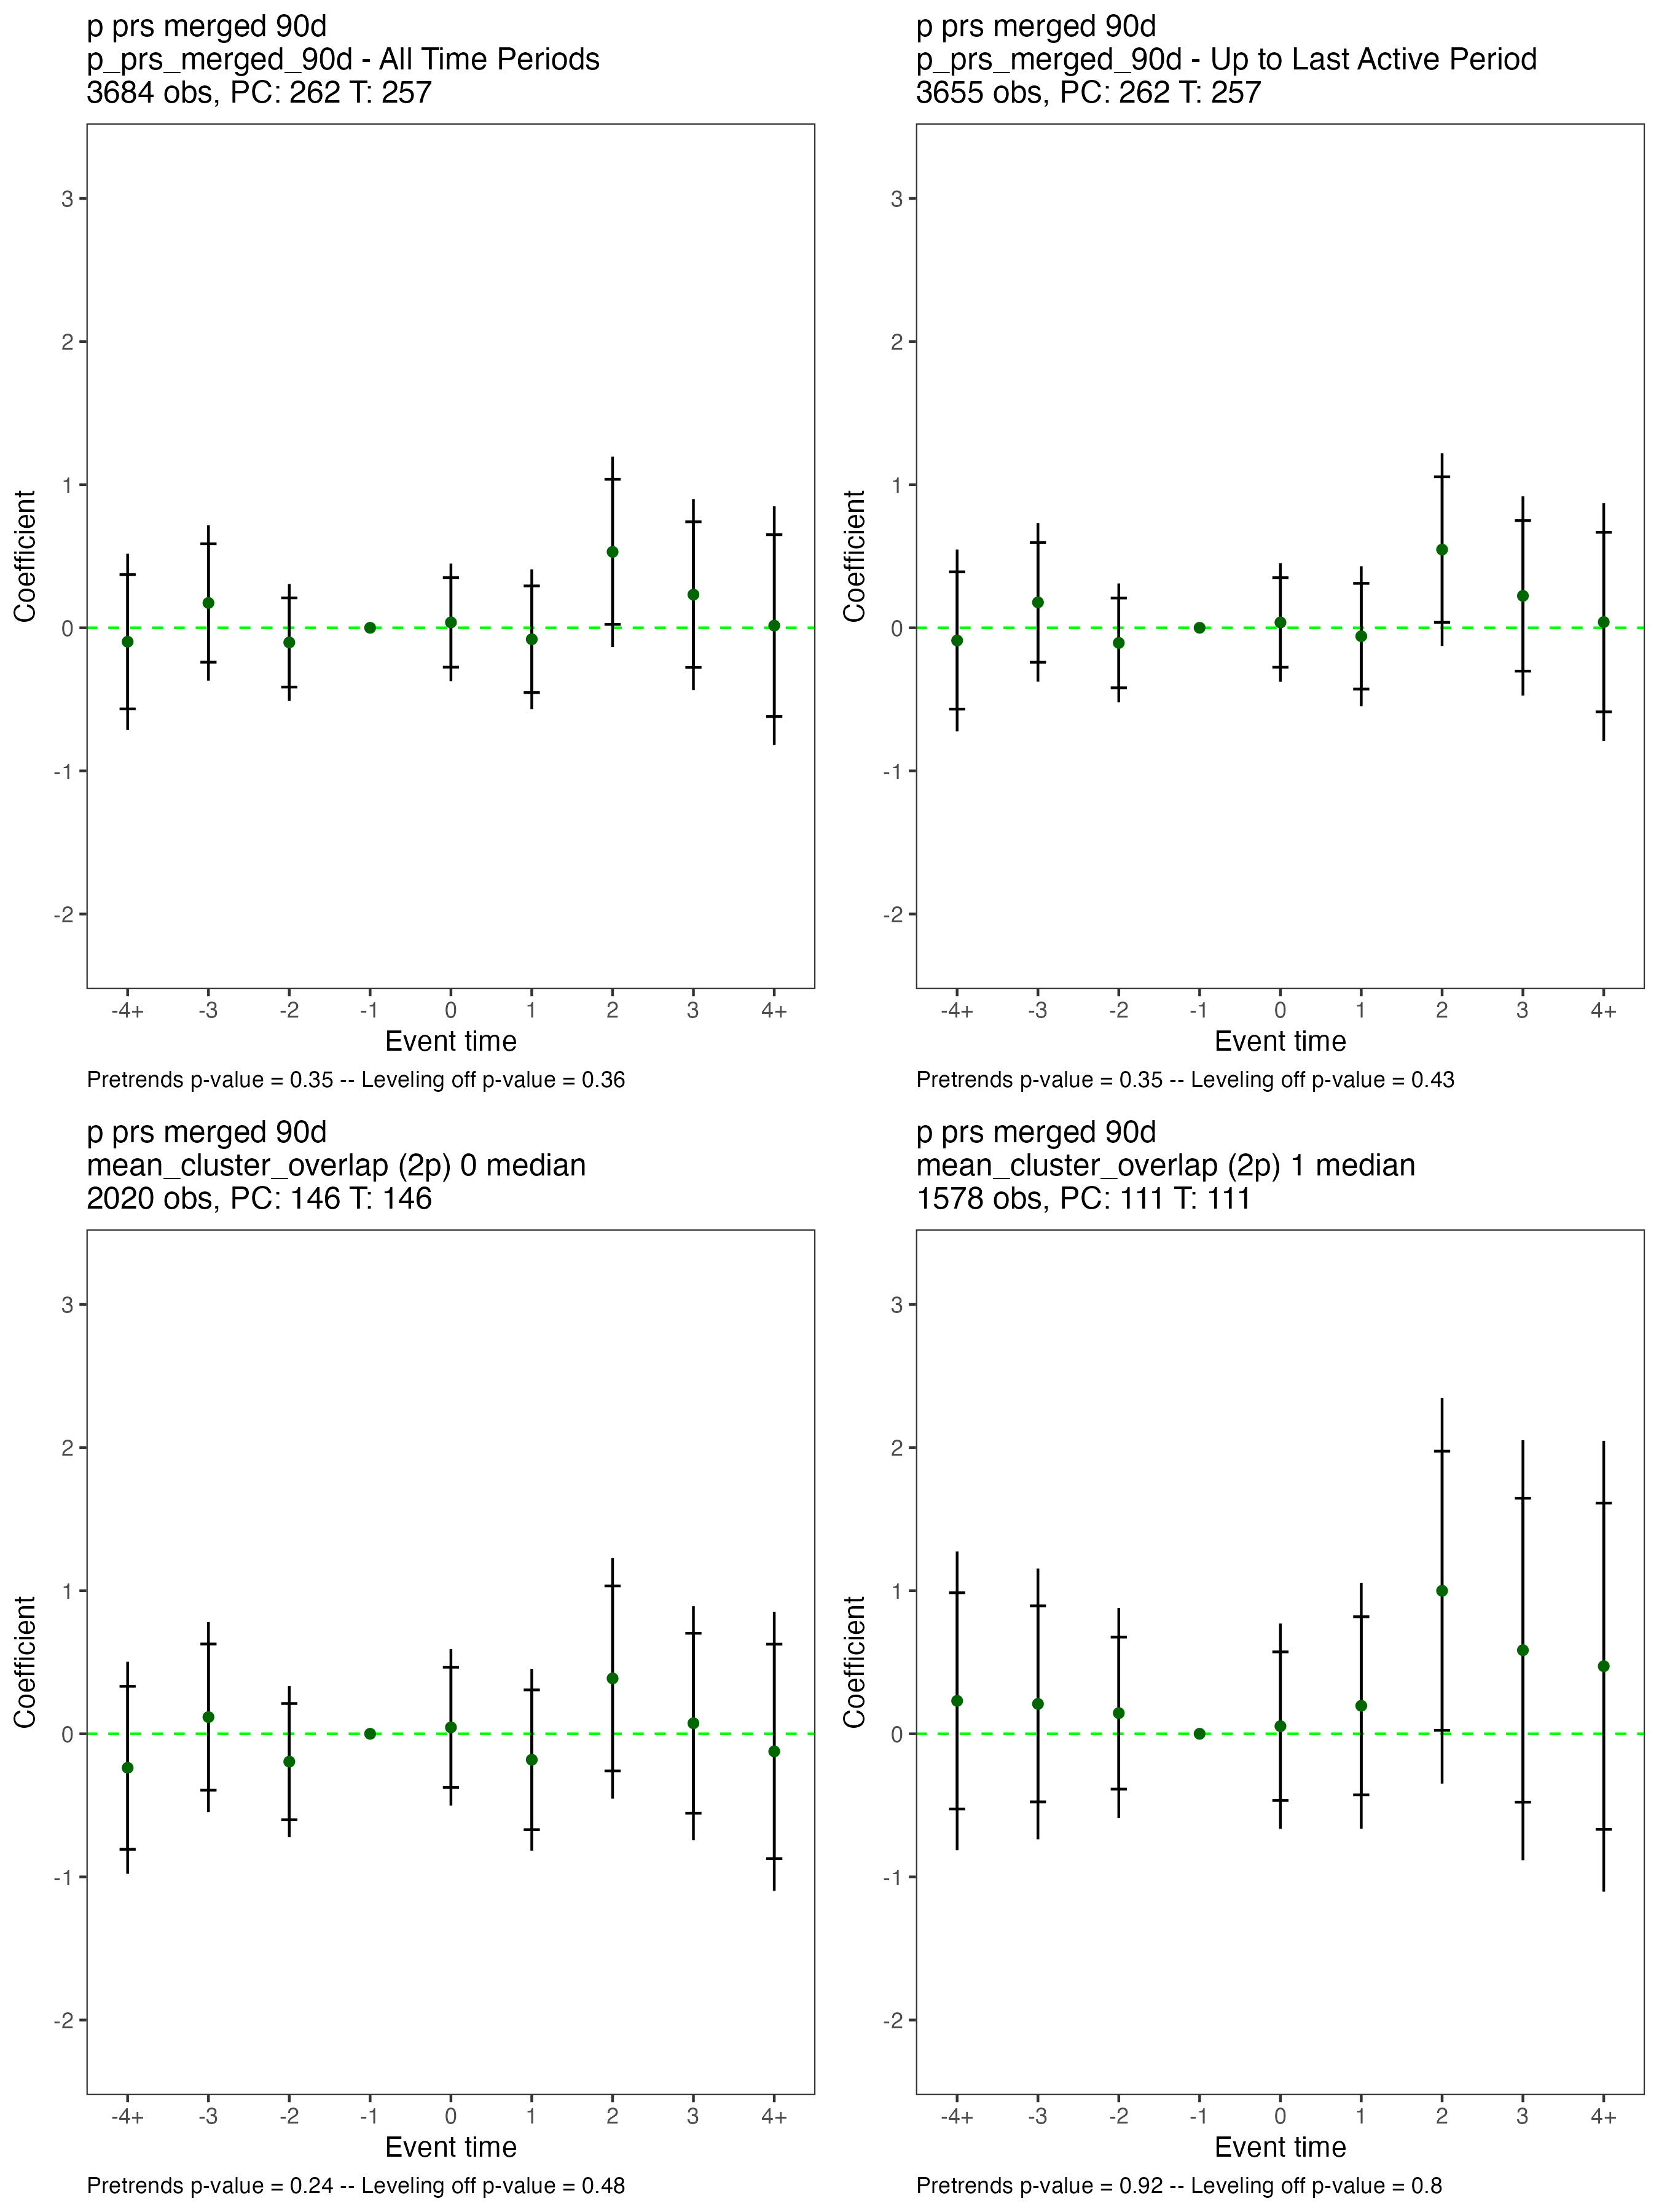 p prs merged 90d
p_prs_merged_90d - All Time Periods
3684 obs, PC: 262 T: 257
3
2
1
0
-1
-2
Coefficient
-4+ -3 -2 -1 0 1 2 3 4+
Event time
Pretrends p-value = 0.35 -- Leveling off p-value = 0.36
p prs merged 90d
p_prs_merged_90d - Up to Last Active Period
3655 obs, PC: 262 T: 257
3
2
1
0
-1
-2
Coefficient
-4+ -3 -2 -1 0 1 2 3 4+
Event time
Pretrends p-value = 0.35 -- Leveling off p-value = 0.43
p prs merged 90d
mean_cluster_overlap (2p) 0 median
2020 obs, PC: 146 T: 146
3
2
1
0
-1
-2
Coefficient
-4+ -3 -2 -1 0 1 2 3 4+
Event time
Pretrends p-value = 0.24 -- Leveling off p-value = 0.48
p prs merged 90d
mean_cluster_overlap (2p) 1 median
1578 obs, PC: 111 T: 111
3
2
1
0
-1
-2
Coefficient
-4+ -3 -2 -1 0 1 2 3 4+
Event time
Pretrends p-value = 0.92 -- Leveling off p-value = 0.8